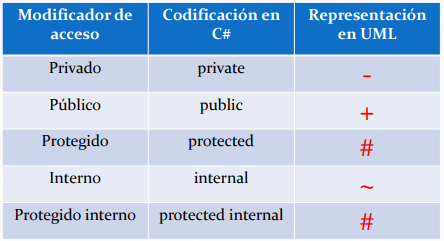 Modificador de acceso Codificación en C# Representación en UML
Privado private -
Público public +
Protegido protected #
Interno internal ~
Protegido interno protected internal #